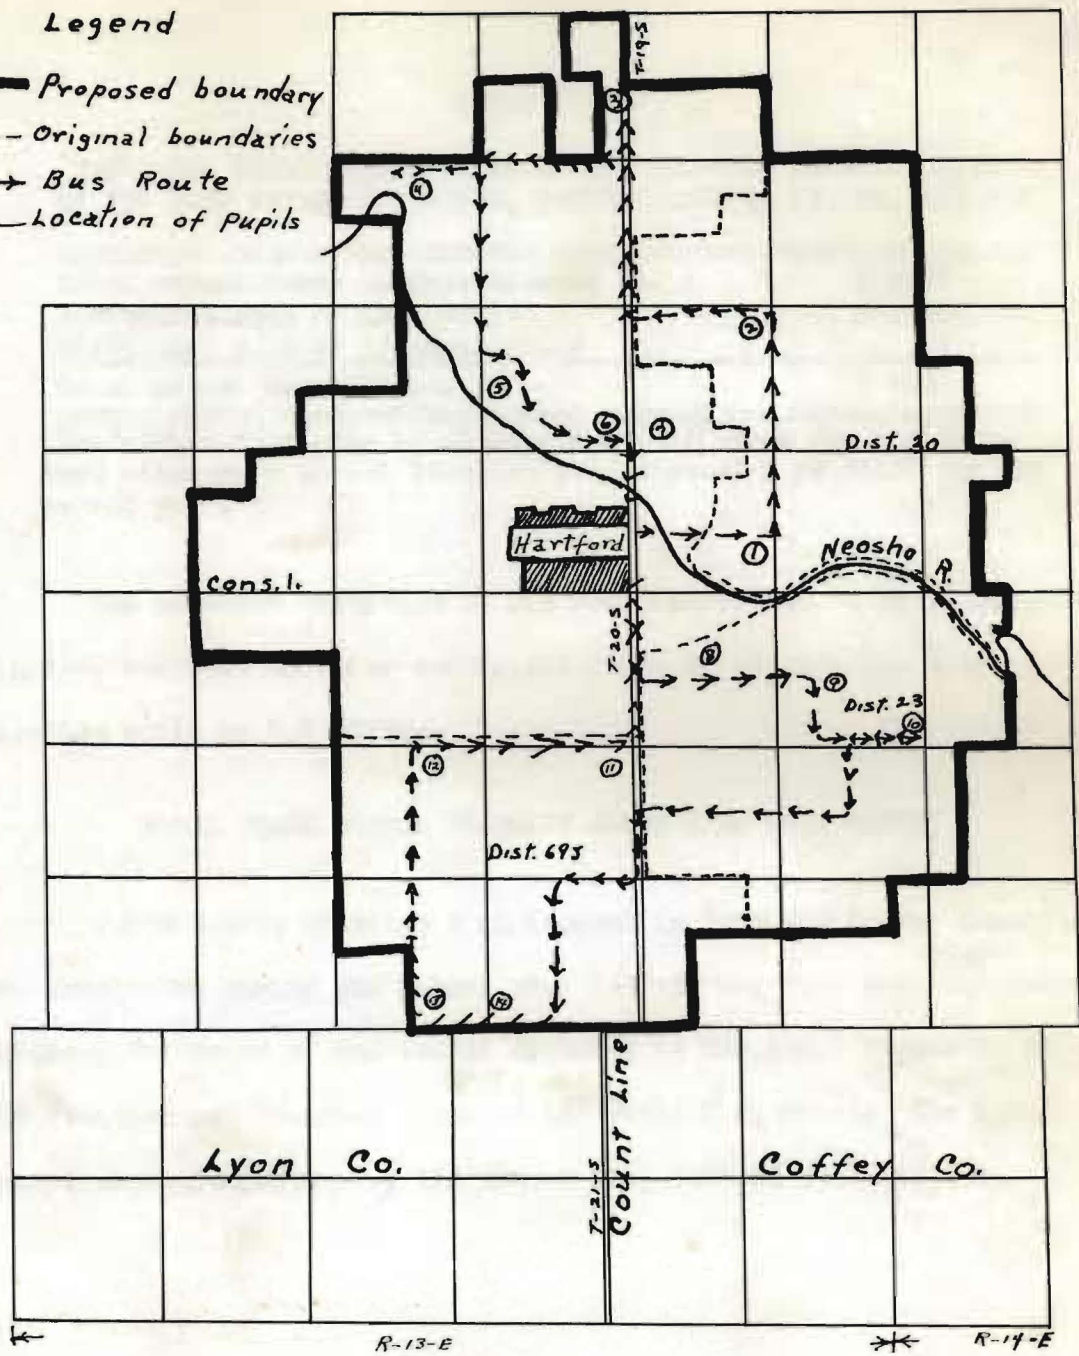 Legend
Proposed boundary
- Original boundaries
→ Bus Route
Location of pupils
T-19-S
③
④
②
⑤
⑥
⑦
Dist. 30
Hartford
①
Neosho
R.
Cons. 1.
T-20-S
⑧
⑨
Dist. 23
⑩
⑫
⑪
Dist. 69J
⑬
⑭
Count Line
Lyon Co.
Coffey Co.
T-21-S
R-13-E
R-14-E